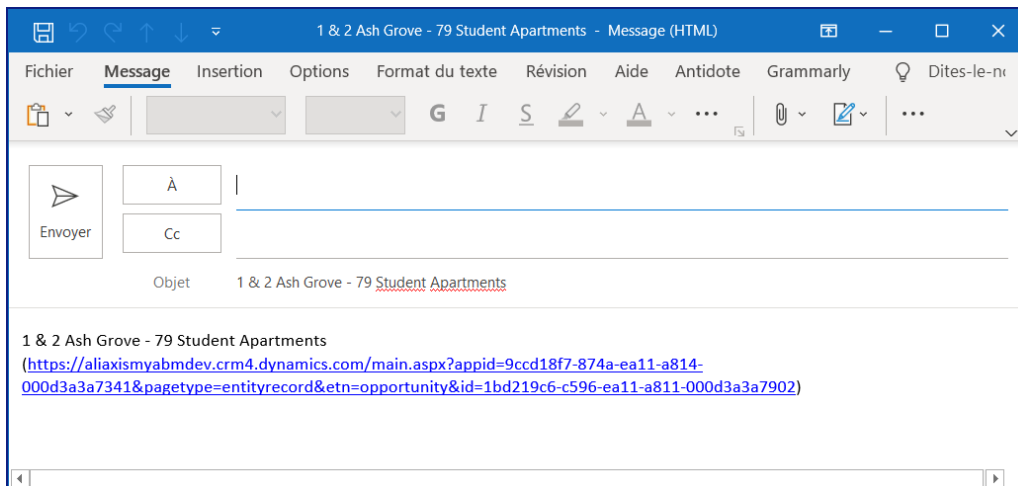 1 & 2 Ash Grove - 79 Student Apartments - Message (HTML)
Fichier Message Insertion Options Format du texte Révision Aide Antidote Grammarly Dites-le-no
G I S A
À
Envoyer
Cc
Objet 1 & 2 Ash Grove - 79 Student Apartments
1 & 2 Ash Grove - 79 Student Apartments
(https://aliaxismyabmdev.crm4.dynamics.com/main.aspx?appid=9ccd18f7-874a-ea11-a814-
000d3a3a7341&pagetype=entityrecord&etn=opportunity&id=1bd219c6-c596-ea11-a811-000d3a3a7902)